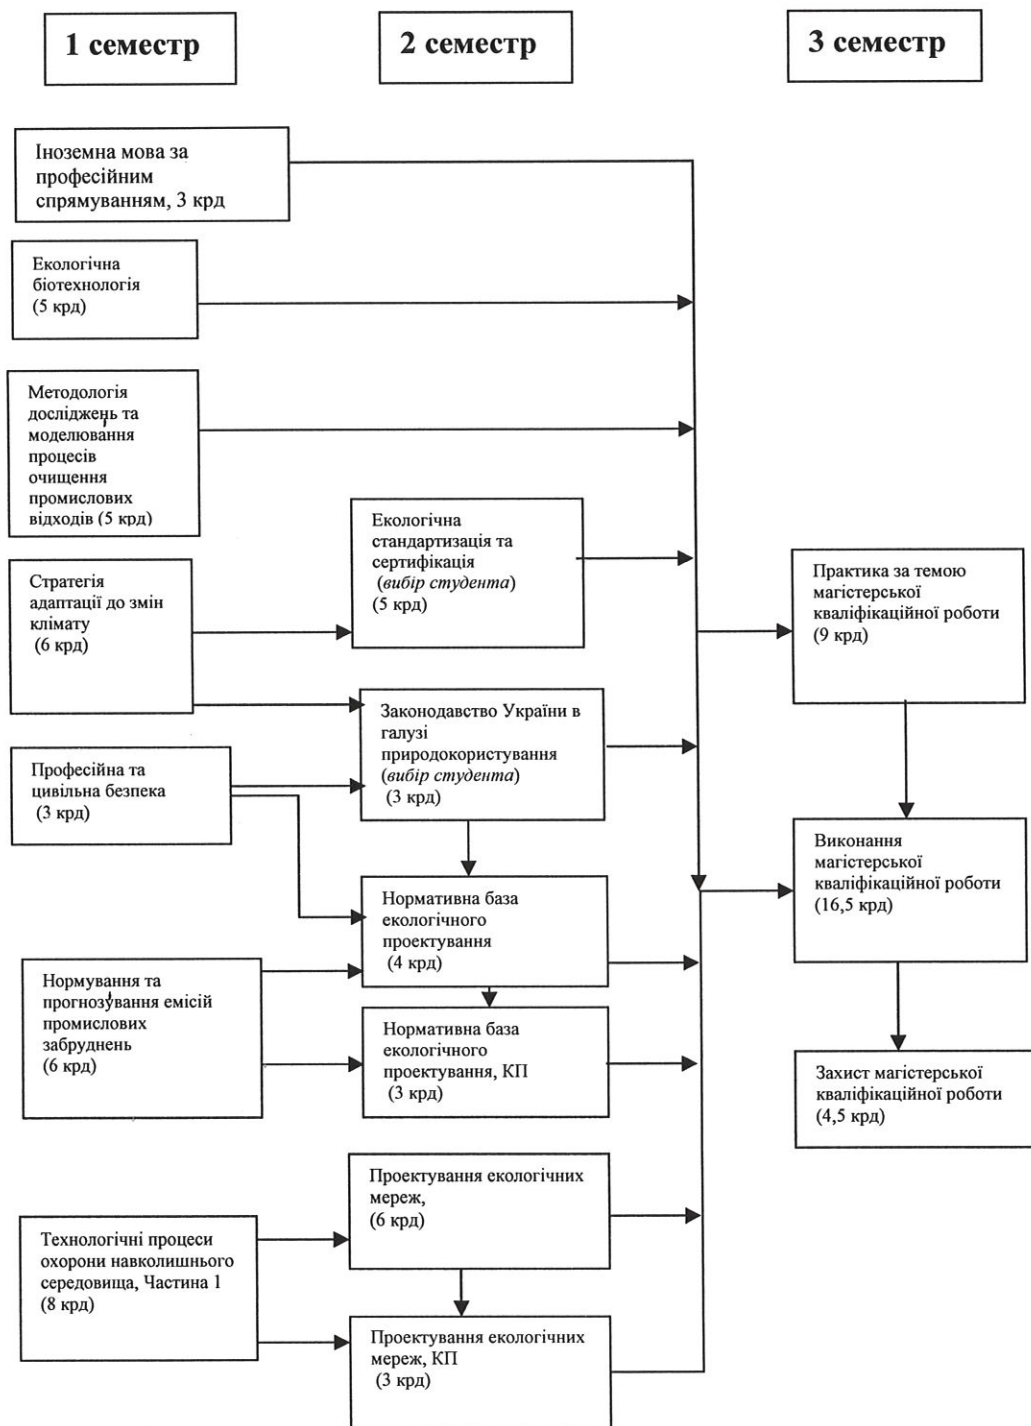 1 семестр
2 семестр
3 семестр
Іноземна мова за
професійним
спрямуванням, 3 крд
Екологічна
біотехнологія
(5 крд)
Методологія
досліджень та
моделювання
процесів
очищення
промислових
відходів (5 крд)
Стратегія
адаптації до змін
клімату
(6 крд)
Професійна та
цивільна безпека
(3 крд)
Нормування та
прогнозування емісій
промислових
забруднень
(6 крд)
Технологічні процеси
охорони навколишнього
середовища, Частина 1
(8 крд)
Екологічна
стандартизація та
сертифікація
(вибір студента)
(5 крд)
Законодавство України в
галузі
природокористування
(вибір студента)
(3 крд)
Нормативна база
екологічного
проектування
(4 крд)
Нормативна база
екологічного
проектування, КП
(3 крд)
Проектування екологічних
мереж,
(6 крд)
Проектування екологічних
мереж, КП
(3 крд)
Практика за темою
магістерської
кваліфікаційної роботи
(9 крд)
Виконання
магістерської
кваліфікаційної роботи
(16,5 крд)
Захист магістерської
кваліфікаційної роботи
(4,5 крд)